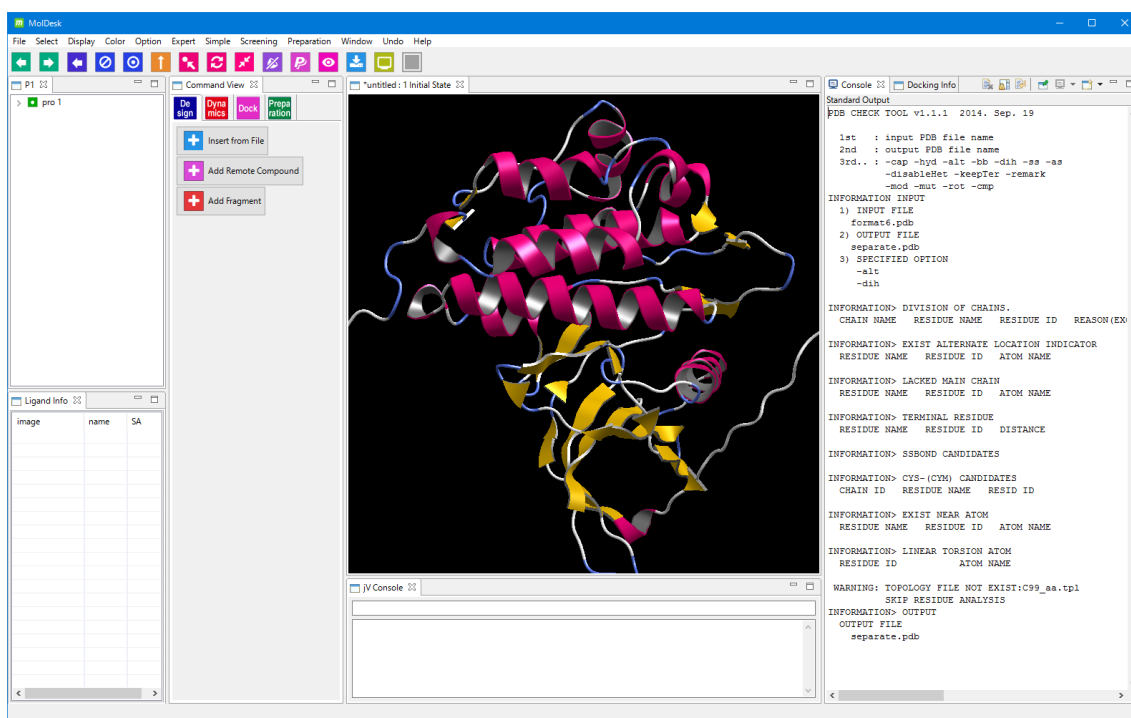 MolDesk
File Select Display Color Option Expert Simple Screening Preparation Window Undo Help
P1
pro 1
Ligand Info
image name SA
Command View
De
sign
Dyna
mics
Dock
Prepa
ration
Insert from File
Add Remote Compound
Add Fragment
*untitled : 1 Initial State
jV Console
Console
Docking Info
Standard Output
PDB CHECK TOOL v1.1.1 2014. Sep. 19
1st : input PDB file name
2nd : output PDB file name
3rd.. : -cap -hyd -alt -bb -dih -ss -as
-disableHet -keepTer -remark
-mod -mut -rot -cmp
INFORMATION INPUT
1) INPUT FILE
format6.pdb
2) OUTPUT FILE
separate.pdb
3) SPECIFIED OPTION
-alt
-dih
INFORMATION> DIVISION OF CHAINS.
CHAIN NAME RESIDUE NAME RESIDUE ID REASON(EX
INFORMATION> EXIST ALTERNATE LOCATION INDICATOR
RESIDUE NAME RESIDUE ID ATOM NAME
INFORMATION> LACKED MAIN CHAIN
RESIDUE NAME RESIDUE ID ATOM NAME
INFORMATION> TERMINAL RESIDUE
RESIDUE NAME RESIDUE ID DISTANCE
INFORMATION> SSBOND CANDIDATES
INFORMATION> CYS-(CYM) CANDIDATES
CHAIN ID RESIDUE NAME RESID ID
INFORMATION> EXIST NEAR ATOM
RESIDUE NAME RESIDUE ID ATOM NAME
INFORMATION> LINEAR TORSION ATOM
RESIDUE ID ATOM NAME
WARNING: TOPOLOGY FILE NOT EXIST:C99_aa.tpl
SKIP RESIDUE ANALYSIS
INFORMATION> OUTPUT
OUTPUT FILE
separate.pdb